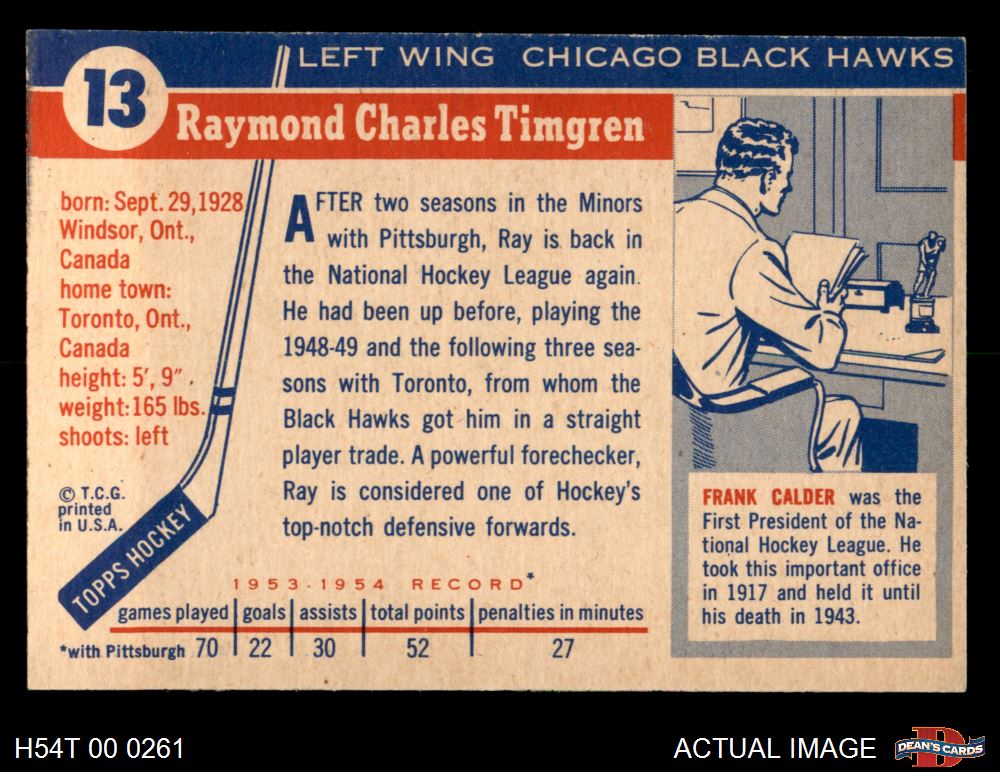 13
LEFT WING CHICAGO BLACK HAWKS
Raymond Charles Timgren
born: Sept. 29,1928
Windsor, Ont.,
Canada
home town:
Toronto, Ont.,
Canada
height: 5', 9".
weight:165 lbs.
shoots: left
© T.C.G.
printed
in U.S.A.
TOPPS HOCKEY
AFTER two seasons in the Minors
with Pittsburgh, Ray is back in
the National Hockey League again.
He had been up before, playing the
1948-49 and the following three sea-
sons with Toronto, from whom the
Black Hawks got him in a straight
player trade. A powerful forechecker,
Ray is considered one of Hockey's
top-notch defensive forwards.
1953-1954 RECORD*
games played goals assists total points penalties in minutes
*with Pittsburgh 70 22 30 52 27
FRANK CALDER was the
First President of the Na-
tional Hockey League. He
took this important office
in 1917 and held it until
his death in 1943.
H54T 00 0261
ACTUAL IMAGE
DEAN'S CARDS